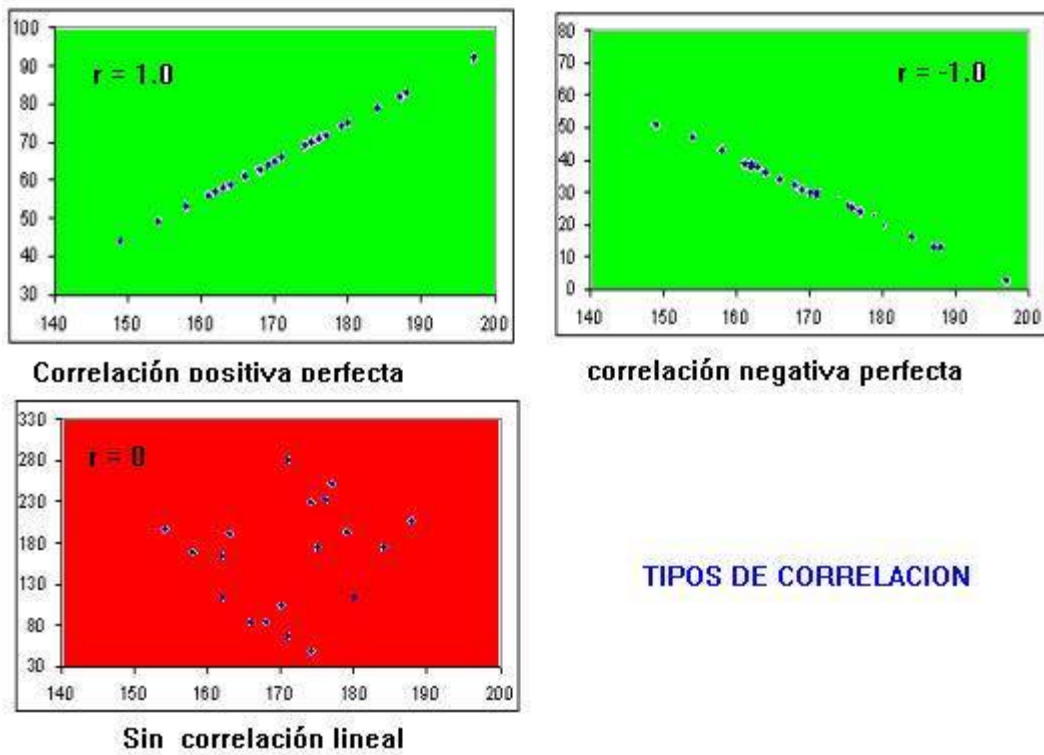 100
90
80
70
60
50
40
30
r = 1.0
140 150 160 170 180 190 200
Correlación positiva perfecta
80
70
60
50
40
30
20
10
0
r = -1.0
140 150 160 170 180 190 200
correlación negativa perfecta
330
280
230
180
130
80
30
r = 0
140 150 160 170 180 190 200
Sin correlación lineal
TIPOS DE CORRELACION